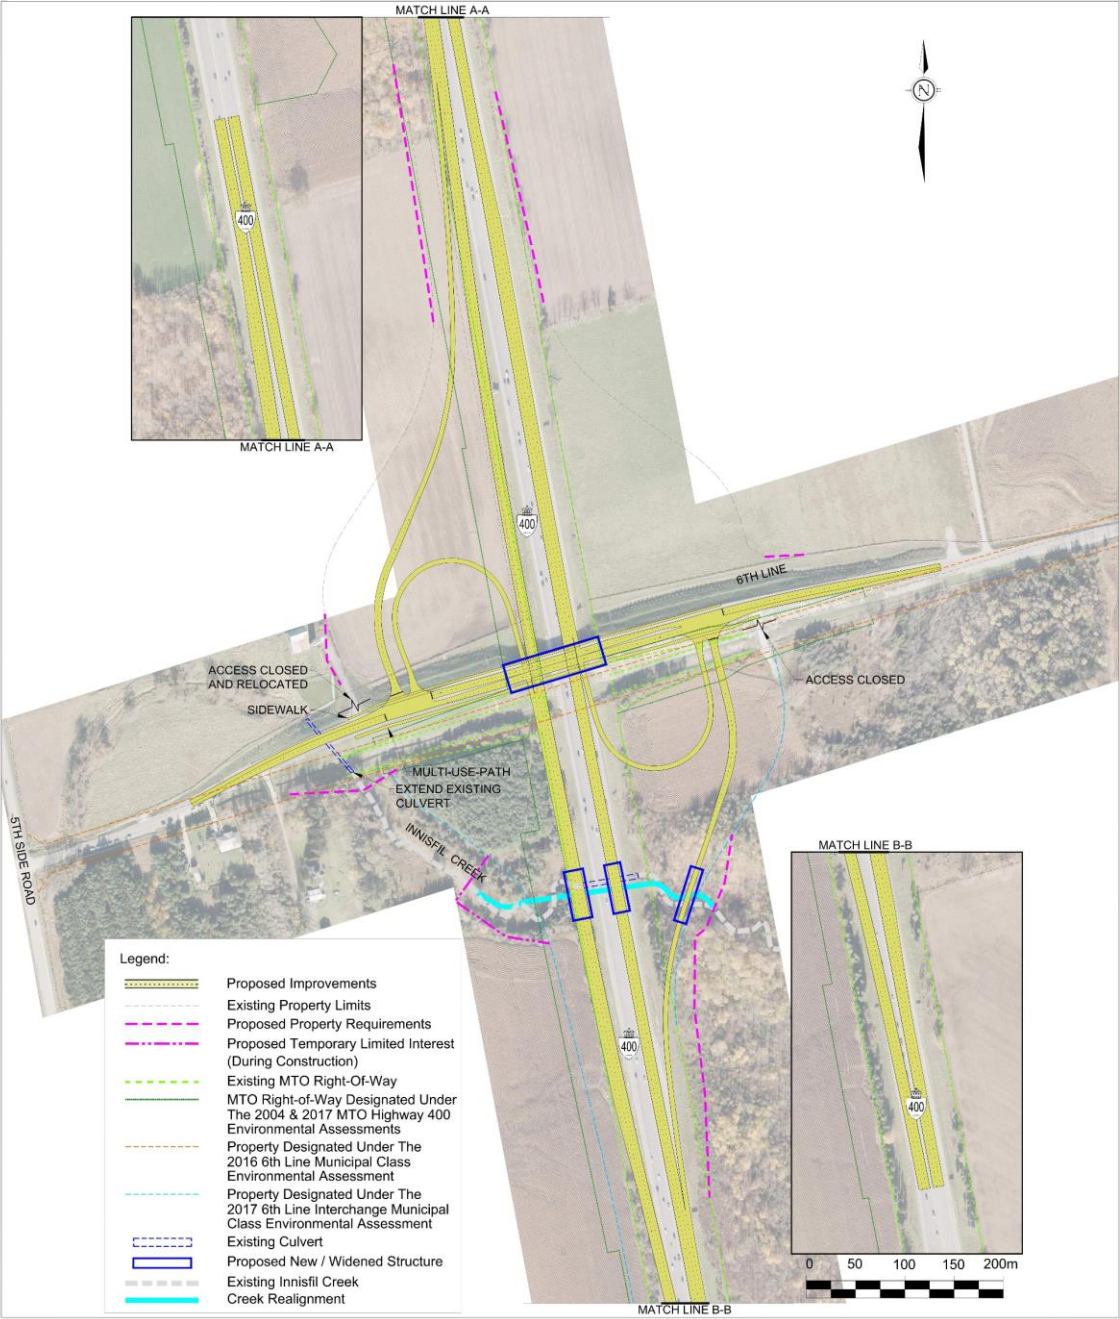 MATCH LINE A-A
N
400
MATCH LINE A-A
400
6TH LINE
ACCESS CLOSED
AND RELOCATED
SIDEWALK
ACCESS CLOSED
MULTI-USE-PATH
EXTEND EXISTING
CULVERT
INNISFIL CREEK
5TH SIDE ROAD
MATCH LINE B-B
400
400
Legend:
Proposed Improvements
Existing Property Limits
Proposed Property Requirements
Proposed Temporary Limited Interest
(During Construction)
Existing MTO Right-Of-Way
MTO Right-of-Way Designated Under
The 2004 & 2017 MTO Highway 400
Environmental Assessments
Property Designated Under The
2016 6th Line Municipal Class
Environmental Assessment
Property Designated Under The
2017 6th Line Interchange Municipal
Class Environmental Assessment
Existing Culvert
Proposed New / Widened Structure
Existing Innisfil Creek
Creek Realignment
0 50 100 150 200m
MATCH LINE B-B